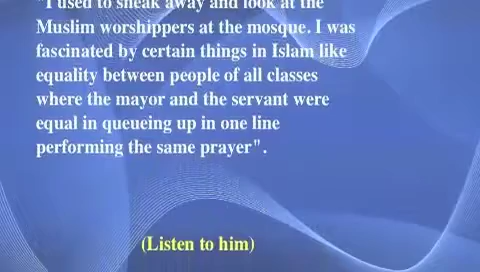 "I used to sneak away and look at the
Muslim worshippers at the mosque. I was
fascinated by certain things in Islam like
equality between people of all classes
where the mayor and the servant were
equal in queueing up in one line
performing the same prayer".
(Listen to him)